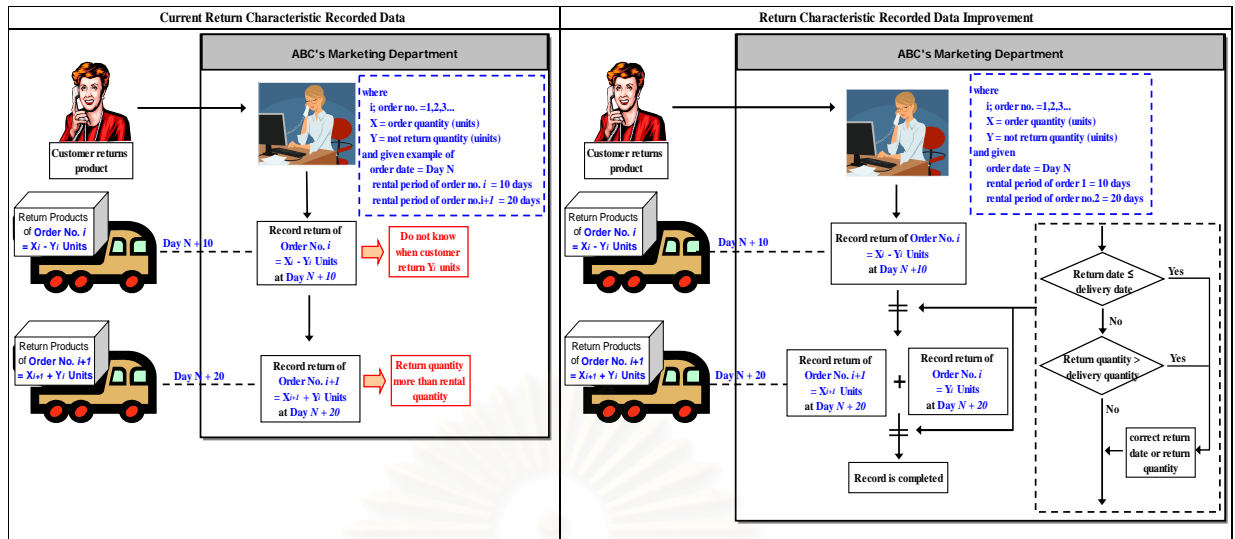 Current Return Characteristic Recorded Data
ABC's Marketing Department
Customer returns
product
where
i; order no. =1,2,3...
X = order quantity (units)
Y = not return quantity (uinits)
and given example of
order date = Day N
rental period of order no. i = 10 days
rental period of order no.i+1 = 20 days
Return Products
of Order No. i
= Xi - Yi Units
Day N + 10
Record return of
Order No. i
= Xi - Yi Units
at Day N + 10
Do not know
when customer
return Yi units
Return Products
of Order No. i+1
= Xi+1 + Yi Units
Day N + 20
Record return of
Order No. i+1
= Xi+1 + Yi Units
at Day N + 20
Return quantity
more than rental
quantity
Return Characteristic Recorded Data Improvement
ABC's Marketing Department
Customer returns
product
where
i; order no. =1,2,3...
X = order quantity (units)
Y = not return quantity (uinits)
and given
order date = Day N
rental period of order 1 = 10 days
rental period of order no.2 = 20 days
Return Products
of Order No. i
= Xi - Yi Units
Day N + 10
Record return of Order No. i
= Xi - Yi Units
at Day N +10
Return date ≤
delivery date
Yes
No
Return quantity >
delivery quantity
Yes
No
correct return
date or return
quantity
Return Products
of Order No. i+1
= Xi+1 + Yi Units
Day N + 20
Record return of
Order No. i+1
= Xi+1 Units
at Day N + 20
+
Record return of
Order No. i
= Yi Units
at Day N + 20
Record is completed